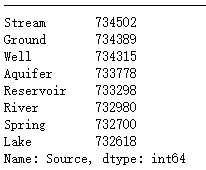 Stream 734502
Ground 734389
Well 734315
Aquifer 733778
Reservoir 733298
River 732980
Spring 732700
Lake 732618
Name: Source, dtype: int64